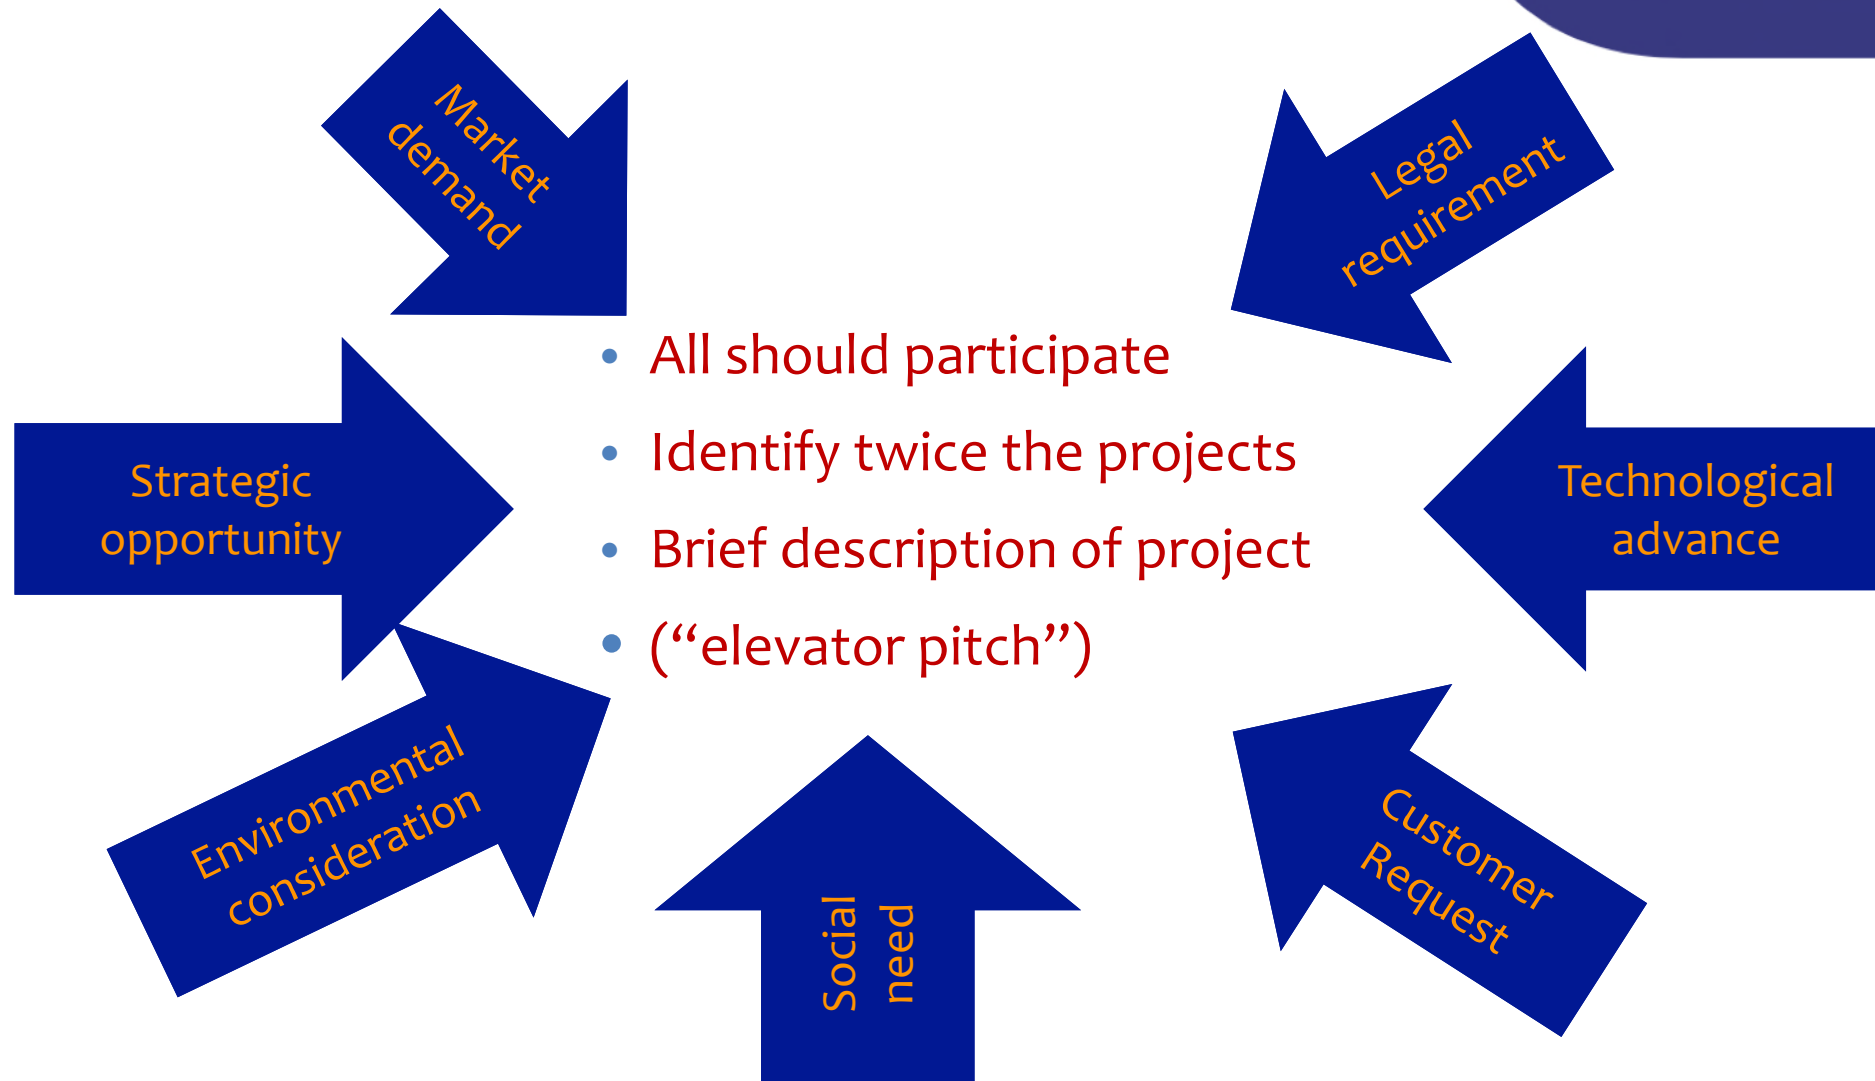 Market
demand
Legal
requirement
• All should participate
• Identify twice the projects
• Brief description of project
• (“elevator pitch”)
Strategic
opportunity
Technological
advance
Environmental
consideration
Social
need
Customer
Request